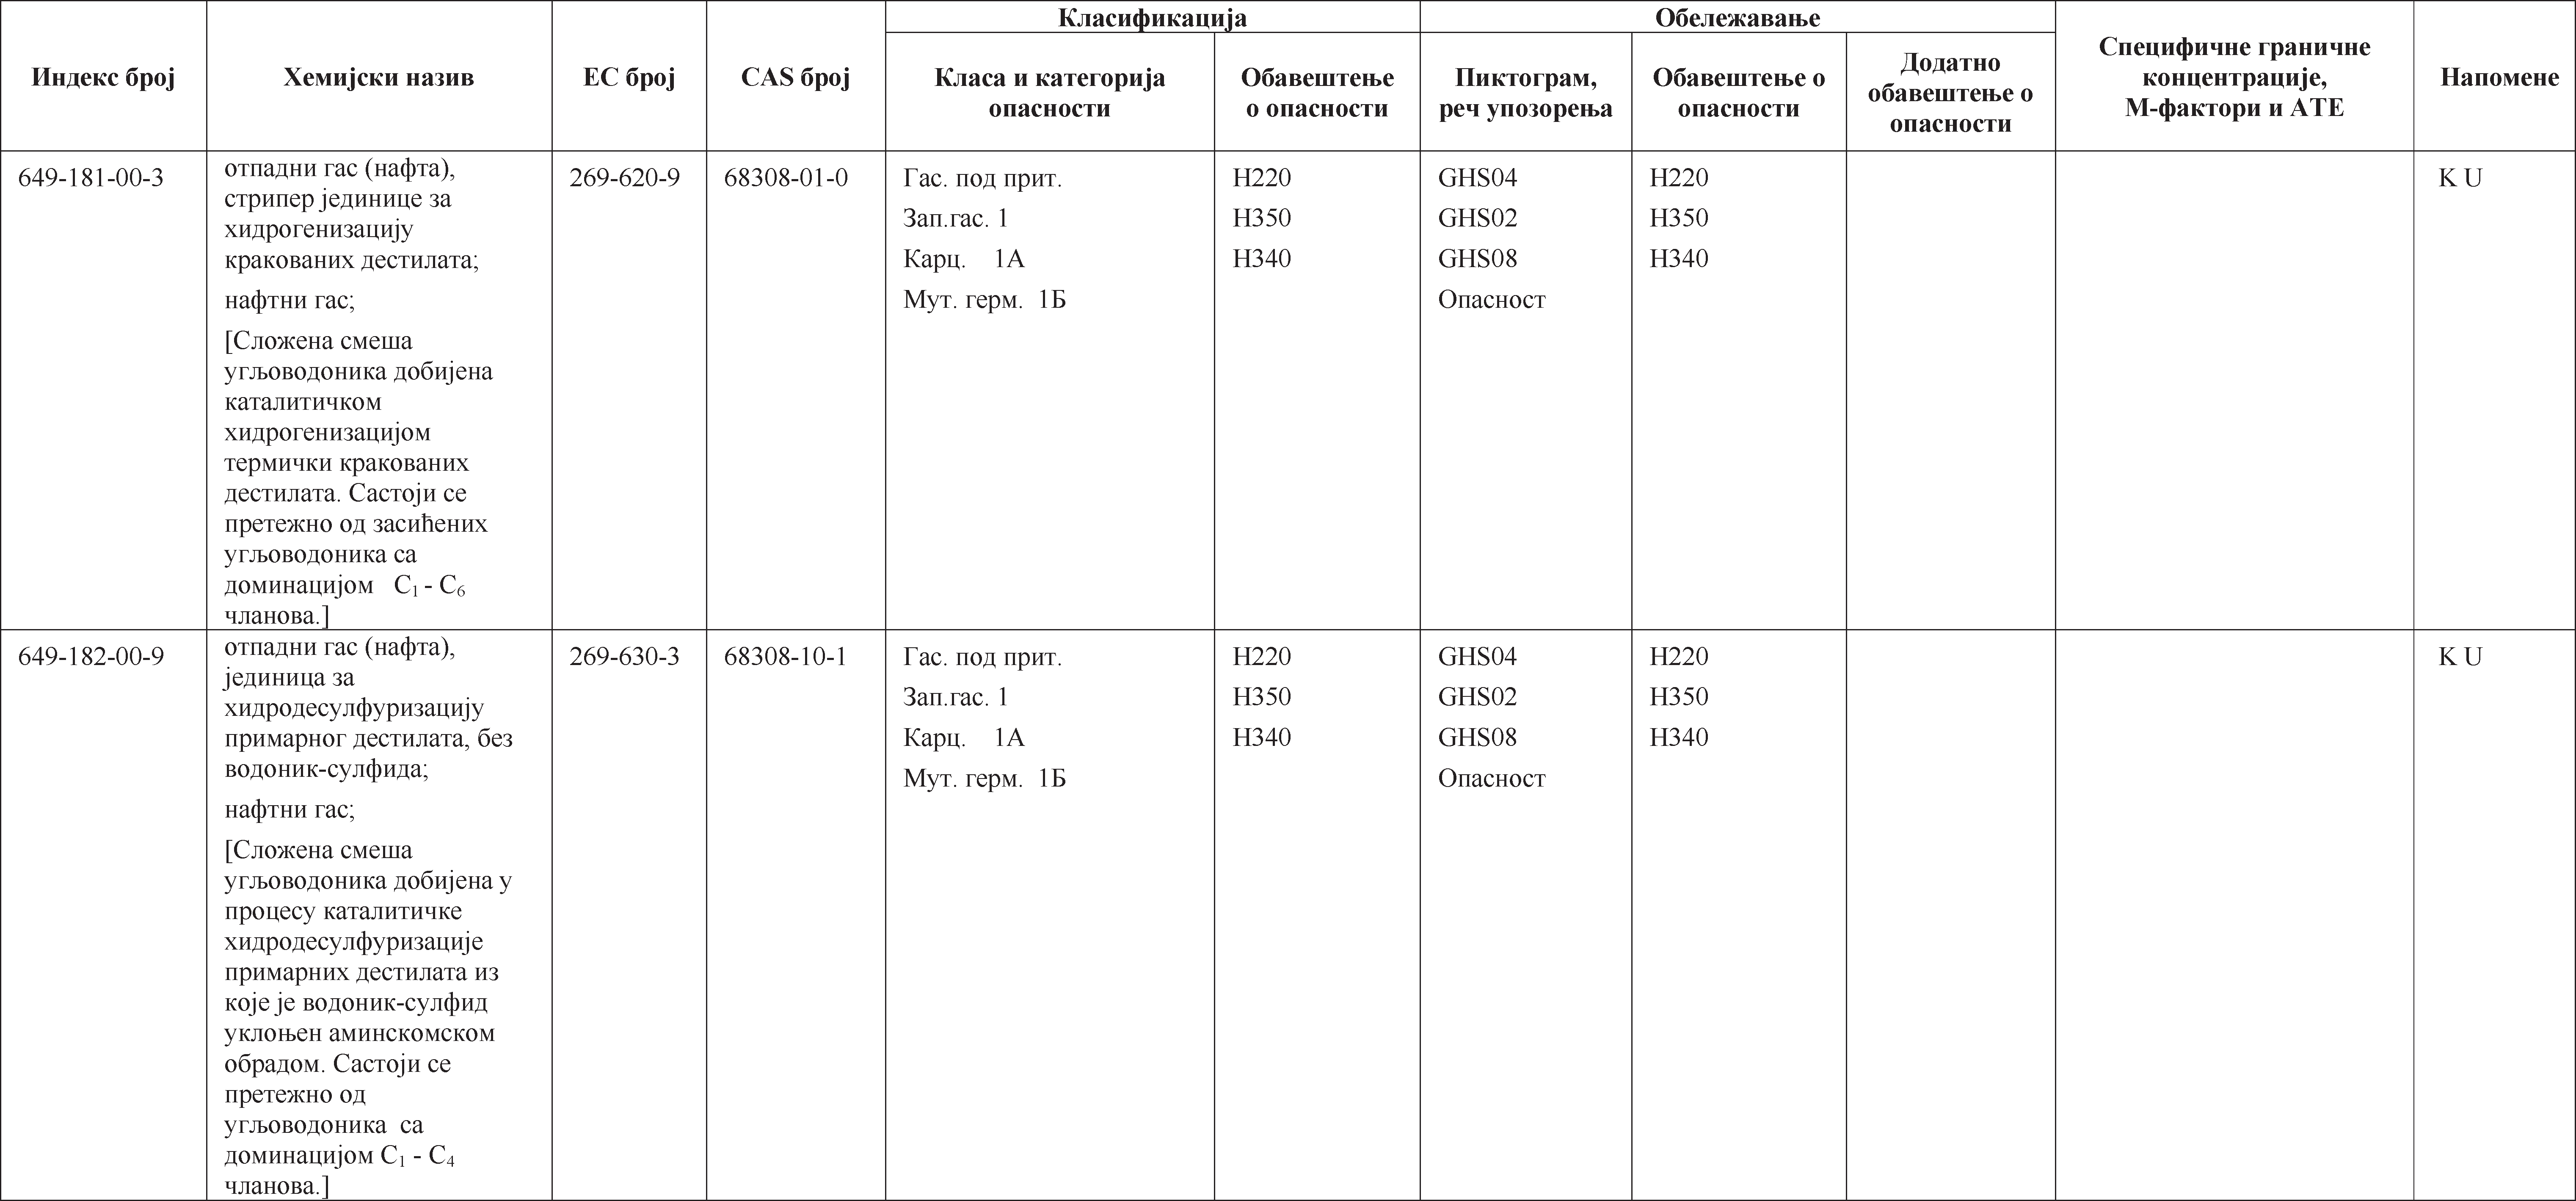 Класификација
Обележавање
Индекс број
Хемијски назив
ЕС број
CAS број
Класа и категорија
опасности
Обавештење
о опасности
Пиктограм,
реч упозорења
Обавештење о
опасности
Додатно
обавештење о
опасности
Специфичне граничне
концентрације,
М-фактори и АТЕ
Напомене
649-181-00-3
отпадни гас (нафта),
стрипер јединице за
хидрогенизацију
кракованих дестилата;
нафтни гас;
[Сложена смеша
угљоводоника добијена
каталитичком
хидрогенизацијом
термички кракованих
дестилата. Састоји се
претежно од засићених
угљоводоника са
доминацијом C₁ - C₆
чланова.]
269-620-9
68308-01-0
Гас. под прит.
Зап.гас. 1
Карц. 1А
Мут. герм. 1Б
H220
H350
H340
GHS04
GHS02
GHS08
Опасност
H220
H350
H340
K U
649-182-00-9
отпадни гас (нафта),
јединица за
хидродесулфуризацију
примарног дестилата, без
водоник-сулфида;
нафтни гас;
[Сложена смеша
угљоводоника добијена у
процесу каталитичке
хидродесулфуризације
примарних дестилата из
које је водоник-сулфид
уклоњен аминскомском
обрадом. Састоји се
претежно од
угљоводоника са
доминацијом C₁ - C₄
чланова.]
269-630-3
68308-10-1
Гас. под прит.
Зап.гас. 1
Карц. 1А
Мут. герм. 1Б
H220
H350
H340
GHS04
GHS02
GHS08
Опасност
H220
H350
H340
K U